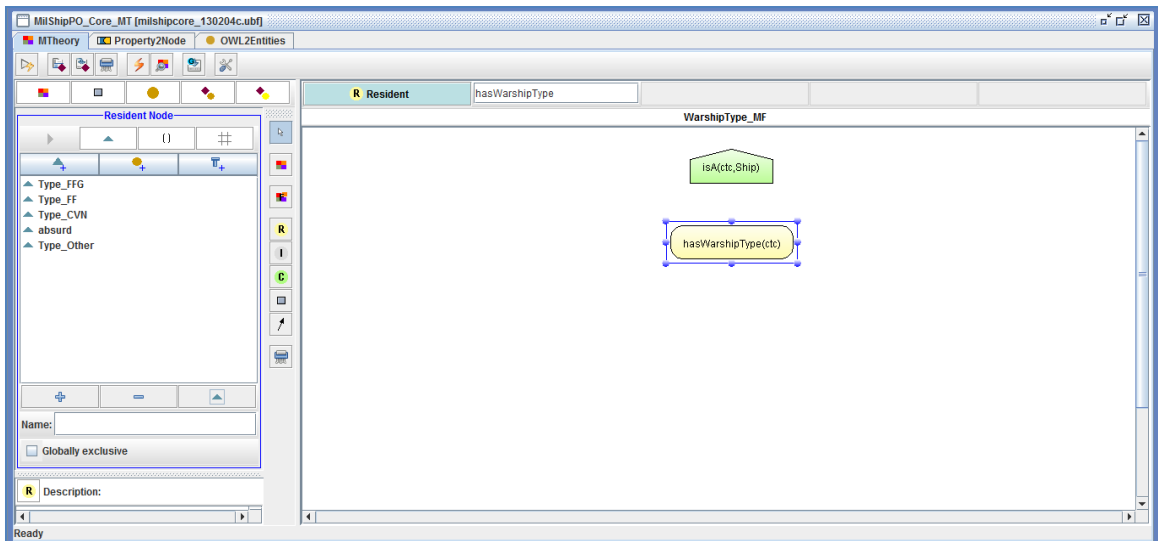 MilShipPO_Core_MT [milshipcore_130204c.ubf]
MTheory Property2Node OWL2Entities
R Resident hasWarshipType
WarshipType_MF
Resident Node
()
Type_FFG
Type_FF
Type_CVN
absurd
Type_Other
Name:
Globally exclusive
R Description:
R
I
C
isA(ctc,Ship)
hasWarshipType(ctc)
Ready